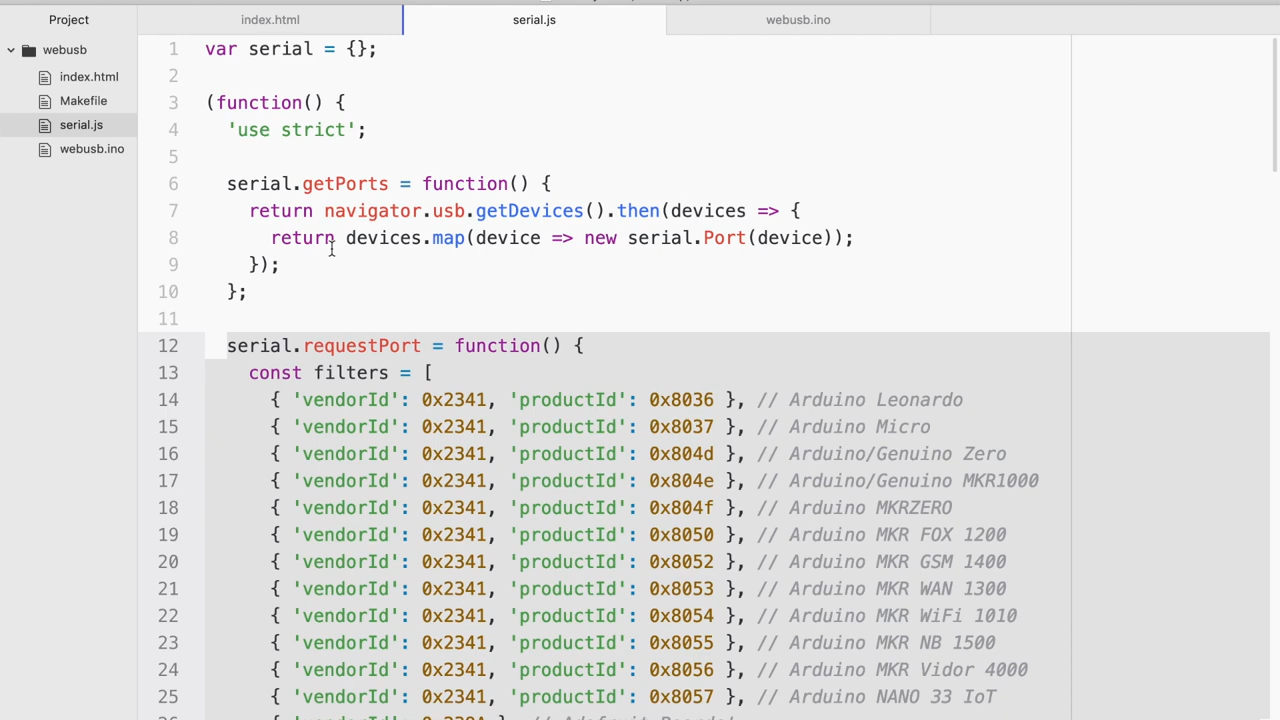 Project
index.html
serial.js
webusb.ino
webusb
index.html
Makefile
serial.js
webusb.ino
1 var serial = {};
2
3 (function() {
4 'use strict';
5
6 serial.getPorts = function() {
7 return navigator.usb.getDevices().then(devices => {
8 return devices.map(device => new serial.Port(device));
9 });
10 };
11
12 serial.requestPort = function() {
13 const filters = [
14 { 'vendorId': 0x2341, 'productId': 0x8036 }, // Arduino Leonardo
15 { 'vendorId': 0x2341, 'productId': 0x8037 }, // Arduino Micro
16 { 'vendorId': 0x2341, 'productId': 0x804d }, // Arduino/Genuino Zero
17 { 'vendorId': 0x2341, 'productId': 0x804e }, // Arduino/Genuino MKR1000
18 { 'vendorId': 0x2341, 'productId': 0x804f }, // Arduino MKRZERO
19 { 'vendorId': 0x2341, 'productId': 0x8050 }, // Arduino MKR FOX 1200
20 { 'vendorId': 0x2341, 'productId': 0x8052 }, // Arduino MKR GSM 1400
21 { 'vendorId': 0x2341, 'productId': 0x8053 }, // Arduino MKR WAN 1300
22 { 'vendorId': 0x2341, 'productId': 0x8054 }, // Arduino MKR WiFi 1010
23 { 'vendorId': 0x2341, 'productId': 0x8055 }, // Arduino MKR NB 1500
24 { 'vendorId': 0x2341, 'productId': 0x8056 }, // Arduino MKR Vidor 4000
25 { 'vendorId': 0x2341, 'productId': 0x8057 }, // Arduino NANO 33 IoT